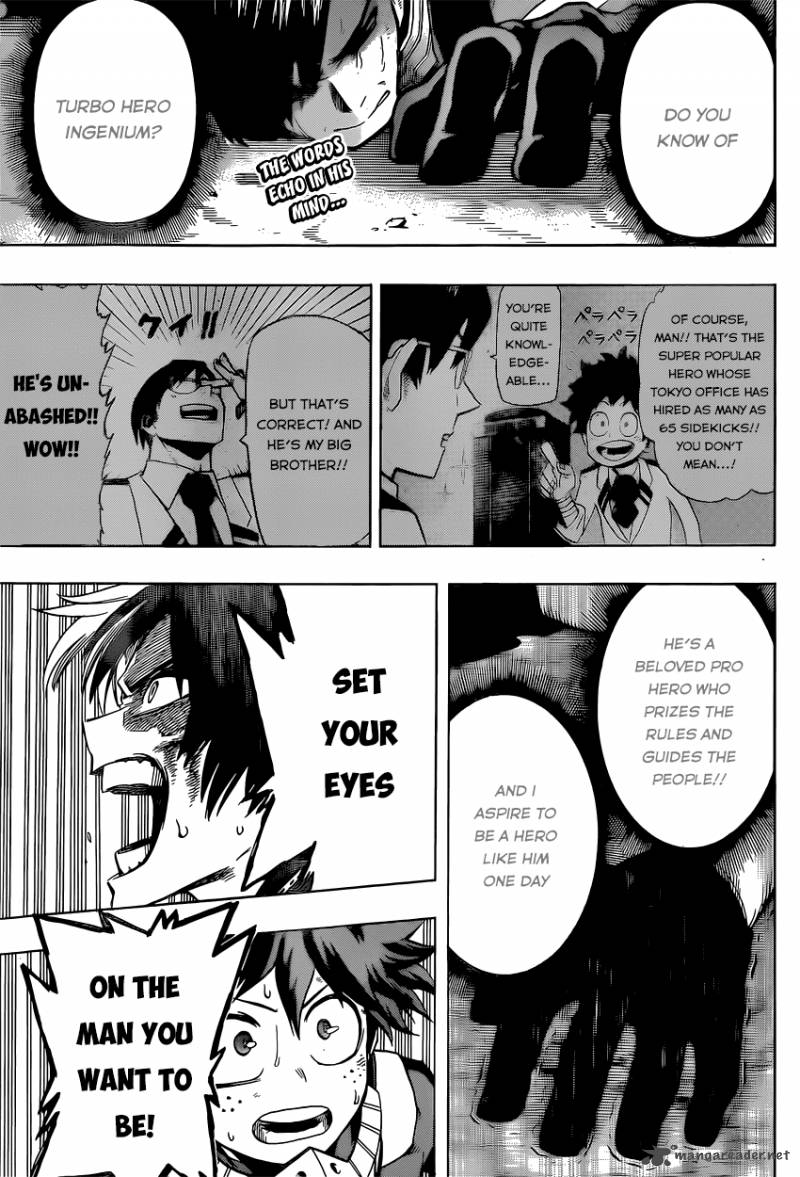 DO YOU
KNOW OF
TURBO HERO
INGENIUM?
THE WORDS
ECHO IN HIS
MIND...
OF COURSE,
MAN!! THAT'S THE
SUPER POPULAR
HERO WHOSE
TOKYO OFFICE HAS
HIRED AS MANY AS
65 SIDEKICKS!!
YOU DON'T
MEAN...!
ペラペラ
ペラペラ
YOU'RE
QUITE
KNOWL-
EDGE-
ABLE...
BUT THAT'S
CORRECT! AND
HE'S MY BIG
BROTHER!!
クイ!!
HE'S UN-
ABASHED!!
WOW!!
HE'S A
BELOVED PRO
HERO WHO
PRIZES THE
RULES AND
GUIDES THE
PEOPLE!!
AND I
ASPIRE TO
BE A HERO
LIKE HIM
ONE DAY
SET
YOUR
EYES
ON THE
MAN YOU
WANT TO
BE!
mangareader.net